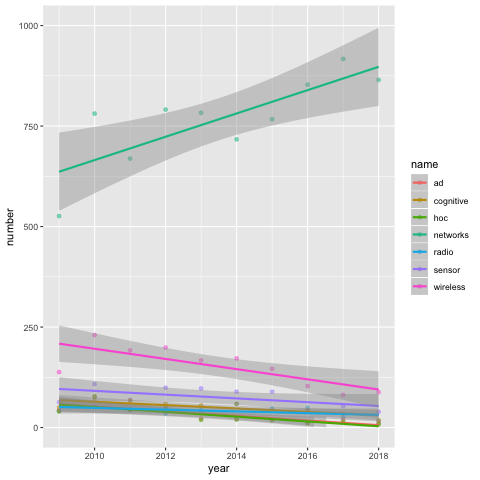 1000
750
500
250
0
number
2010
2012
2014
2016
2018
year
name
ad
cognitive
hoc
networks
radio
sensor
wireless